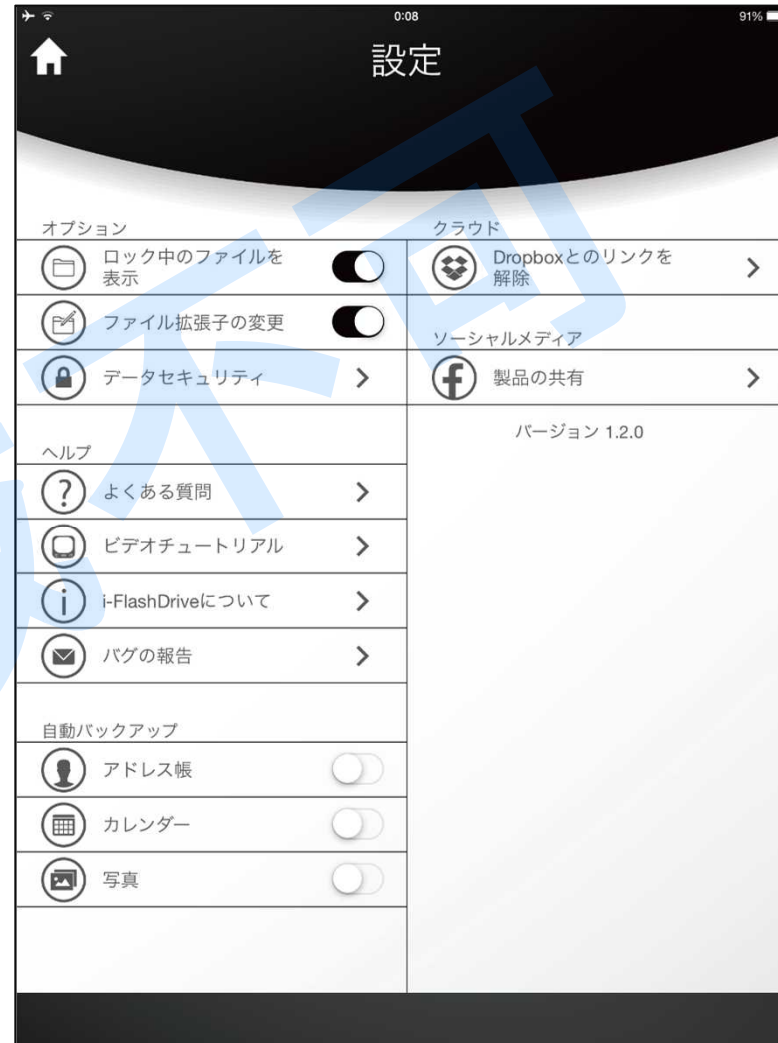 0:08
91%
設定
オプション
ロック中のファイルを
表示
ファイル拡張子の変更
データセキュリティ
ヘルプ
よくある質問
ビデオチュートリアル
i-FlashDriveについて
バグの報告
自動バックアップ
アドレス帳
カレンダー
写真
クラウド
Dropboxとのリンクを
解除
ソーシャルメディア
製品の共有
バージョン 1.2.0
不可